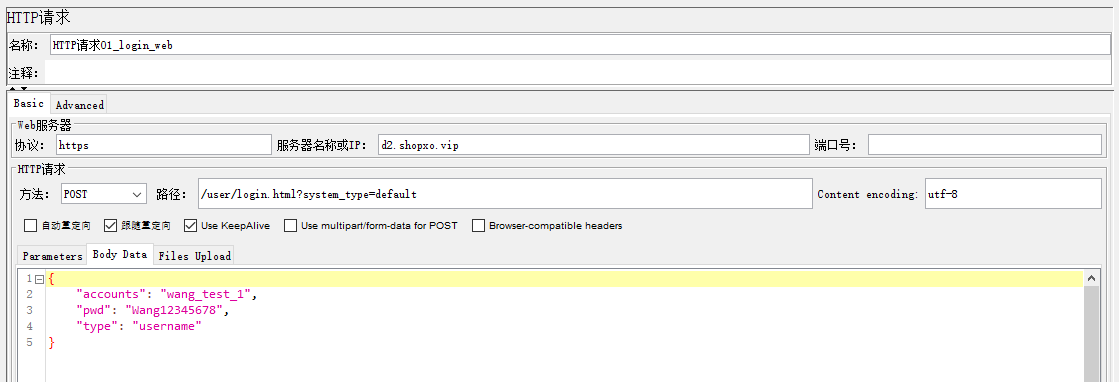 HTTP请求
名称： HTTP请求01_login_web
注释：
Basic Advanced
Web服务器
协议： https 服务器名称或IP： d2.shopxo.vip 端口号：
HTTP请求
方法： POST 路径： /user/login.html?system_type=default Content encoding: utf-8
自动重定向 跟随重定向 Use KeepAlive Use multipart/form-data for POST Browser-compatible headers
Parameters Body Data Files Upload
1 {
2 "accounts": "wang_test_1",
3 "pwd": "Wang12345678",
4 "type": "username"
5 }